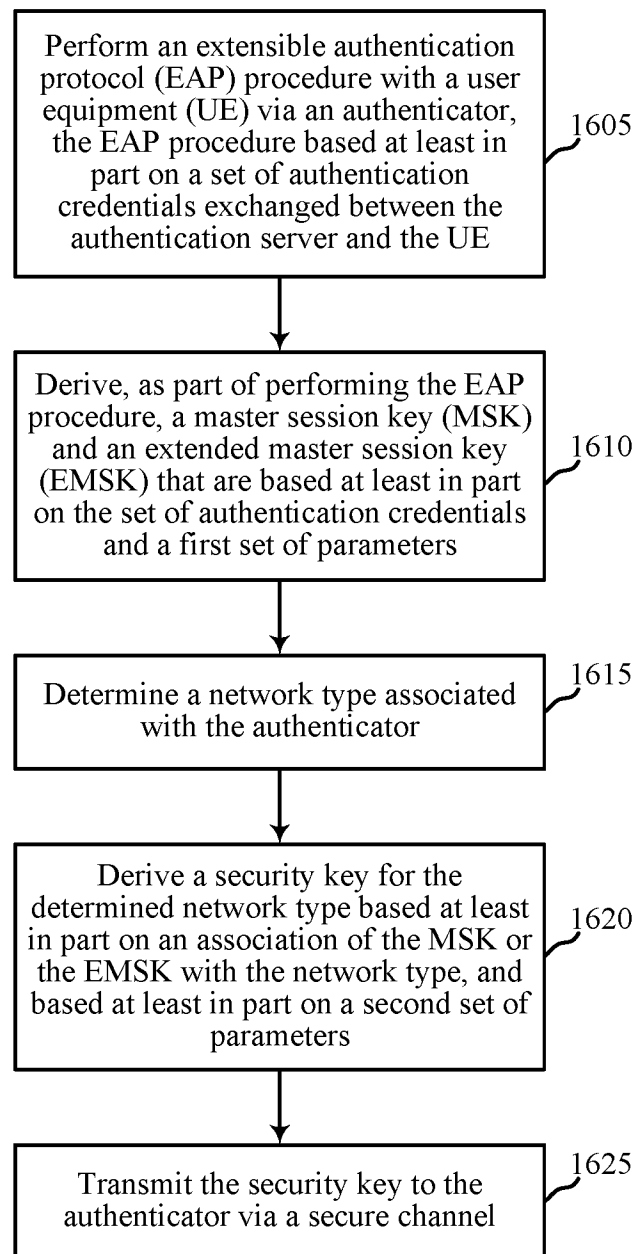 Perform an extensible authentication
protocol (EAP) procedure with a user
equipment (UE) via an authenticator,
the EAP procedure based at least in
part on a set of authentication
credentials exchanged between the
authentication server and the UE
1605
Derive, as part of performing the EAP
procedure, a master session key (MSK)
and an extended master session key
(EMSK) that are based at least in part
on the set of authentication credentials
and a first set of parameters
1610
Determine a network type associated
with the authenticator
1615
Derive a security key for the
determined network type based at least
in part on an association of the MSK or
the EMSK with the network type, and
based at least in part on a second set of
parameters
1620
Transmit the security key to the
authenticator via a secure channel
1625